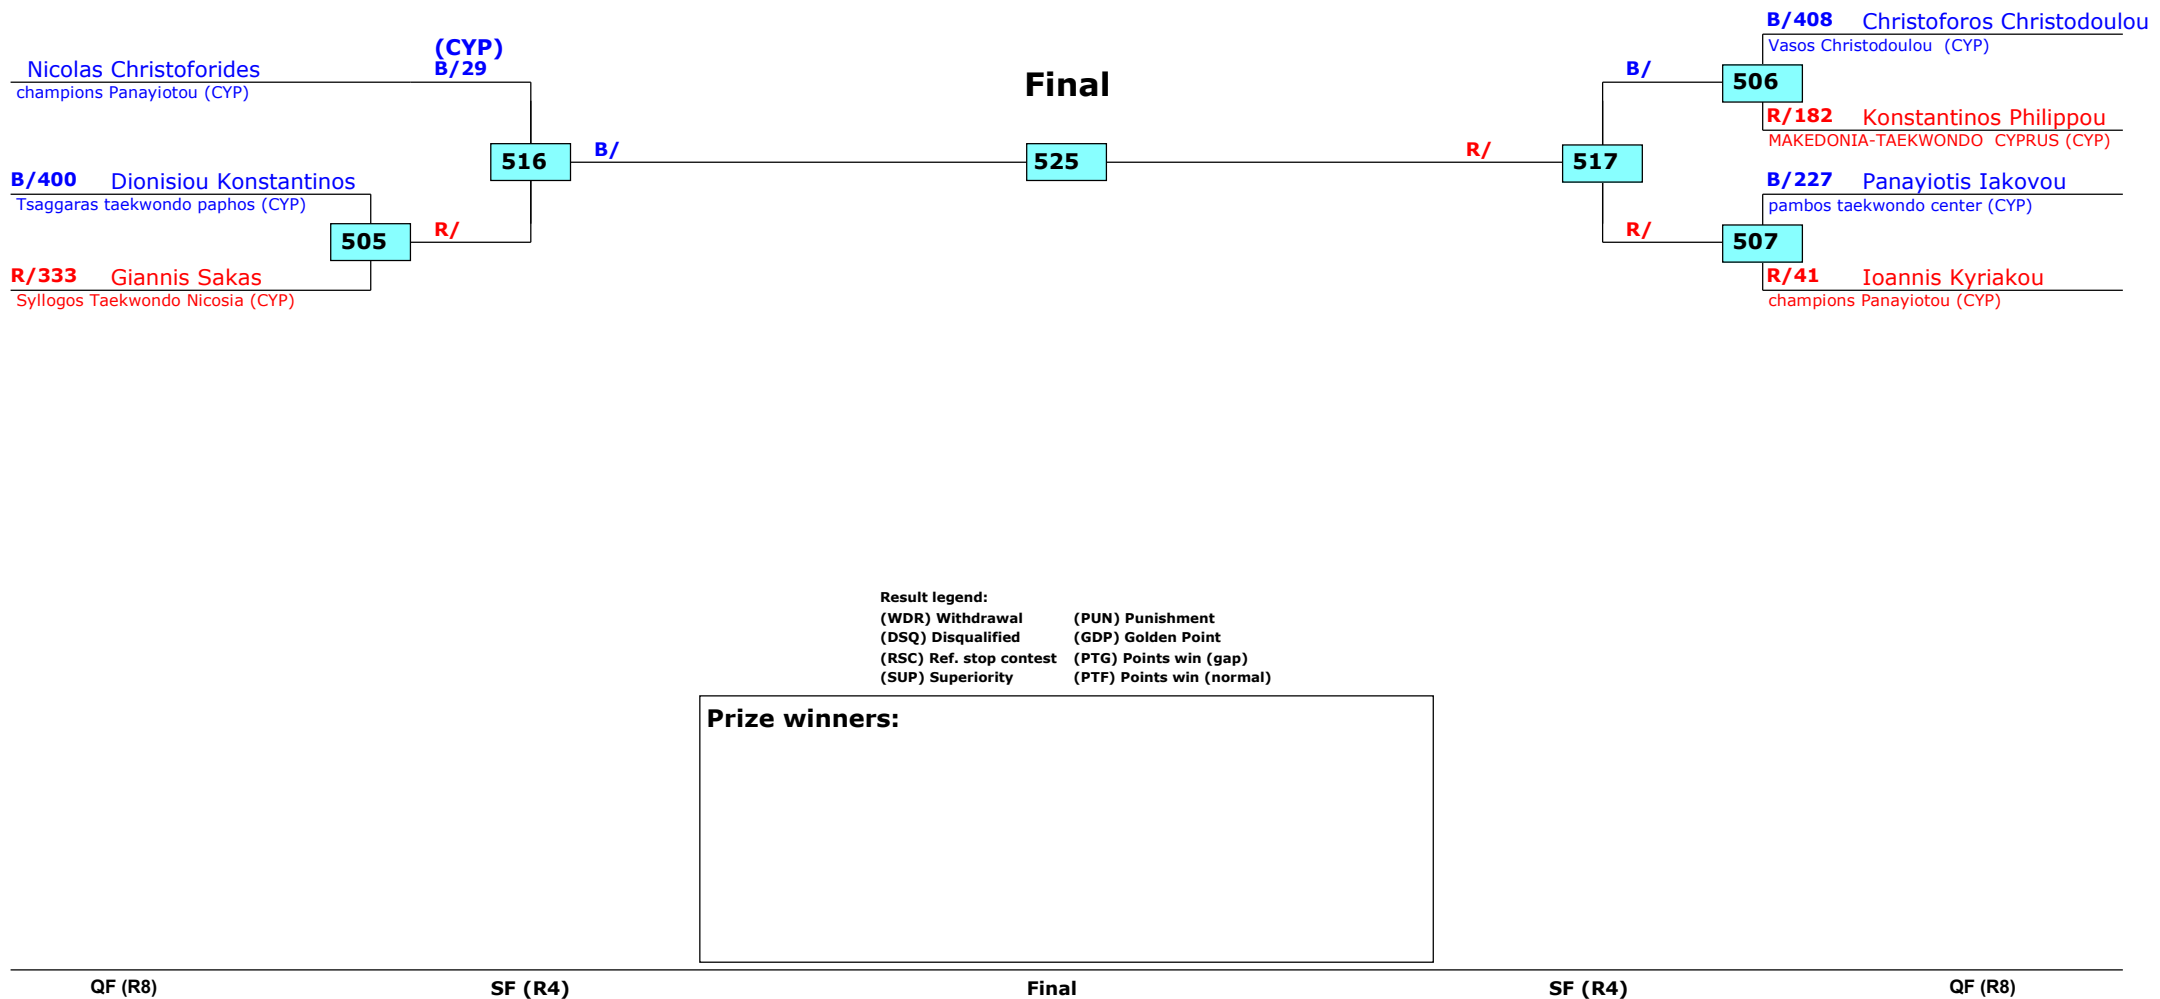 (CYP)
Nicolas Christoforides B/29
champions Panayiotou (CYP)
516 B/
B/400 Dionisiou Konstantinos
Tsaggaras taekwondo paphos (CYP)
505 R/
R/333 Giannis Sakas
Syllogos Taekwondo Nicosia (CYP)
Final
525
B/408 Christoforos Christodoulou
Vasos Christodoulou (CYP)
B/ 506
R/182 Konstantinos Philippou
MAKEDONIA-TAEKWONDO CYPRUS (CYP)
R/ 517
B/227 Panayiotis Iakovou
pambos taekwondo center (CYP)
R/ 507
R/41 Ioannis Kyriakou
champions Panayiotou (CYP)
Result legend:
(WDR) Withdrawal (PUN) Punishment
(DSQ) Disqualified (GDP) Golden Point
(RSC) Ref. stop contest (PTG) Points win (gap)
(SUP) Superiority (PTF) Points win (normal)
Prize winners:
QF (R8) SF (R4) Final SF (R4) QF (R8)